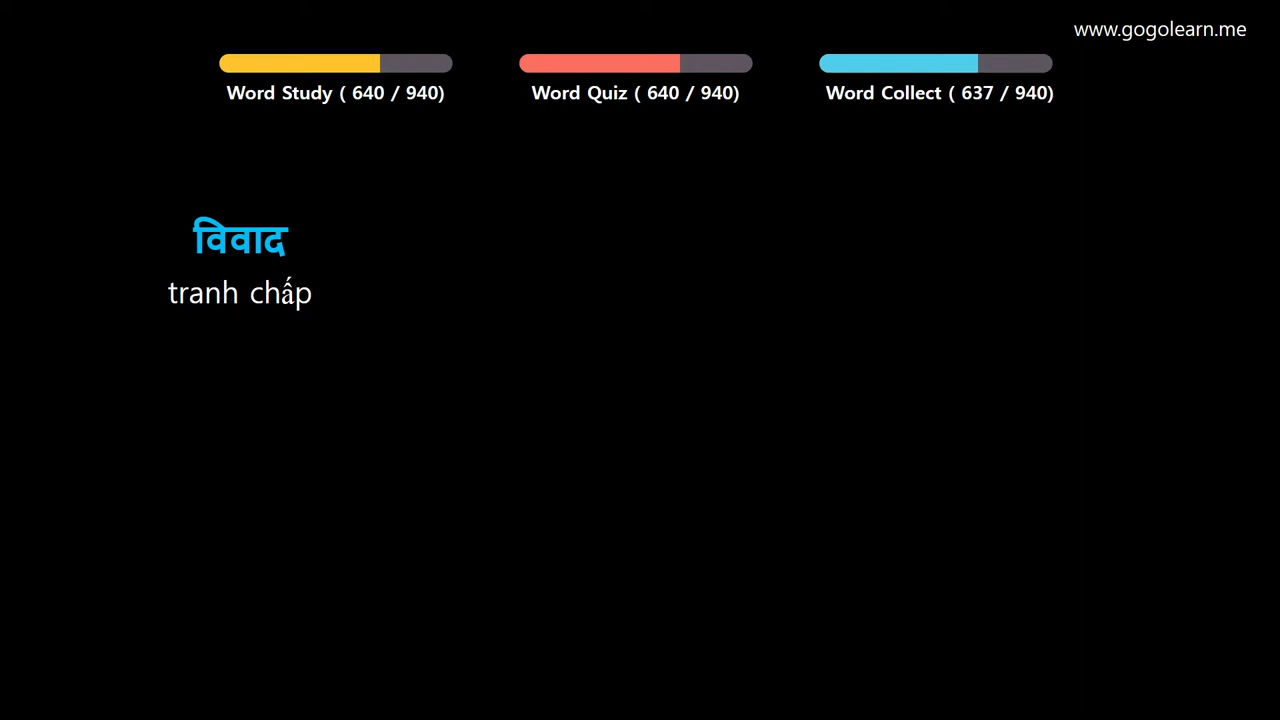 www.gogolearn.me
Word Study ( 640 / 940)
Word Quiz ( 640 / 940)
Word Collect ( 637 / 940)
विवाद
tranh chấp